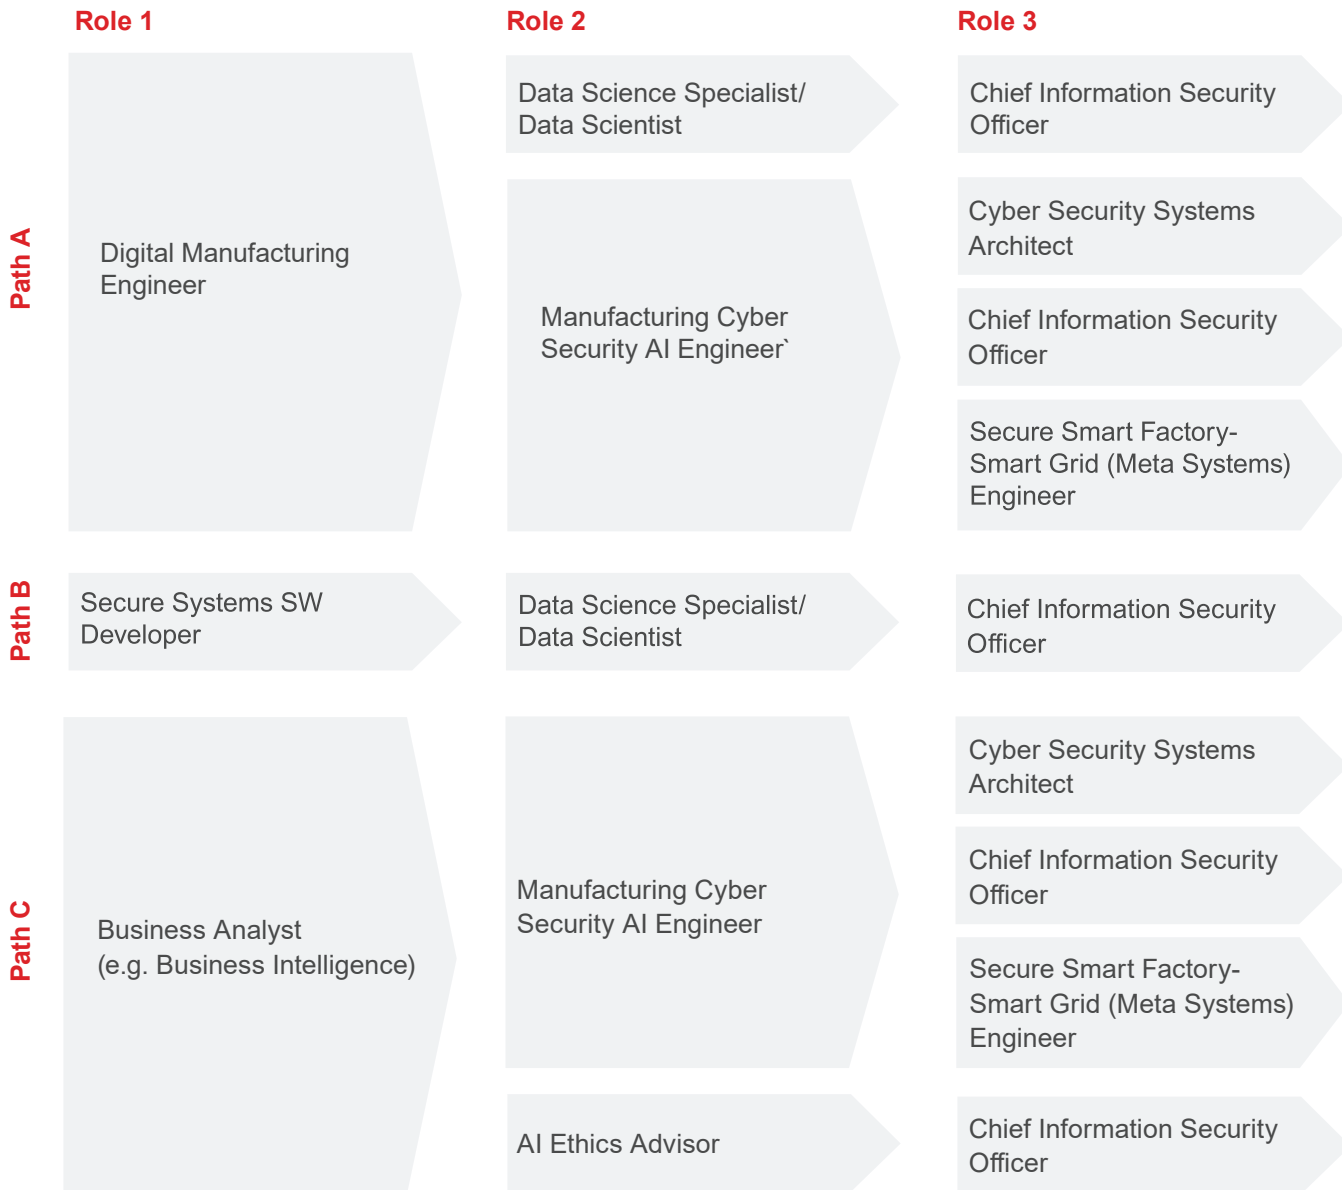 Role 1
Role 2
Role 3
Path A
Digital Manufacturing
Engineer
Data Science Specialist/
Data Scientist
Chief Information Security
Officer
Manufacturing Cyber
Security AI Engineer`
Cyber Security Systems
Architect
Chief Information Security
Officer
Secure Smart Factory-
Smart Grid (Meta Systems)
Engineer
Path B
Secure Systems SW
Developer
Data Science Specialist/
Data Scientist
Chief Information Security
Officer
Path C
Business Analyst
(e.g. Business Intelligence)
Manufacturing Cyber
Security AI Engineer
Cyber Security Systems
Architect
Chief Information Security
Officer
Secure Smart Factory-
Smart Grid (Meta Systems)
Engineer
AI Ethics Advisor
Chief Information Security
Officer